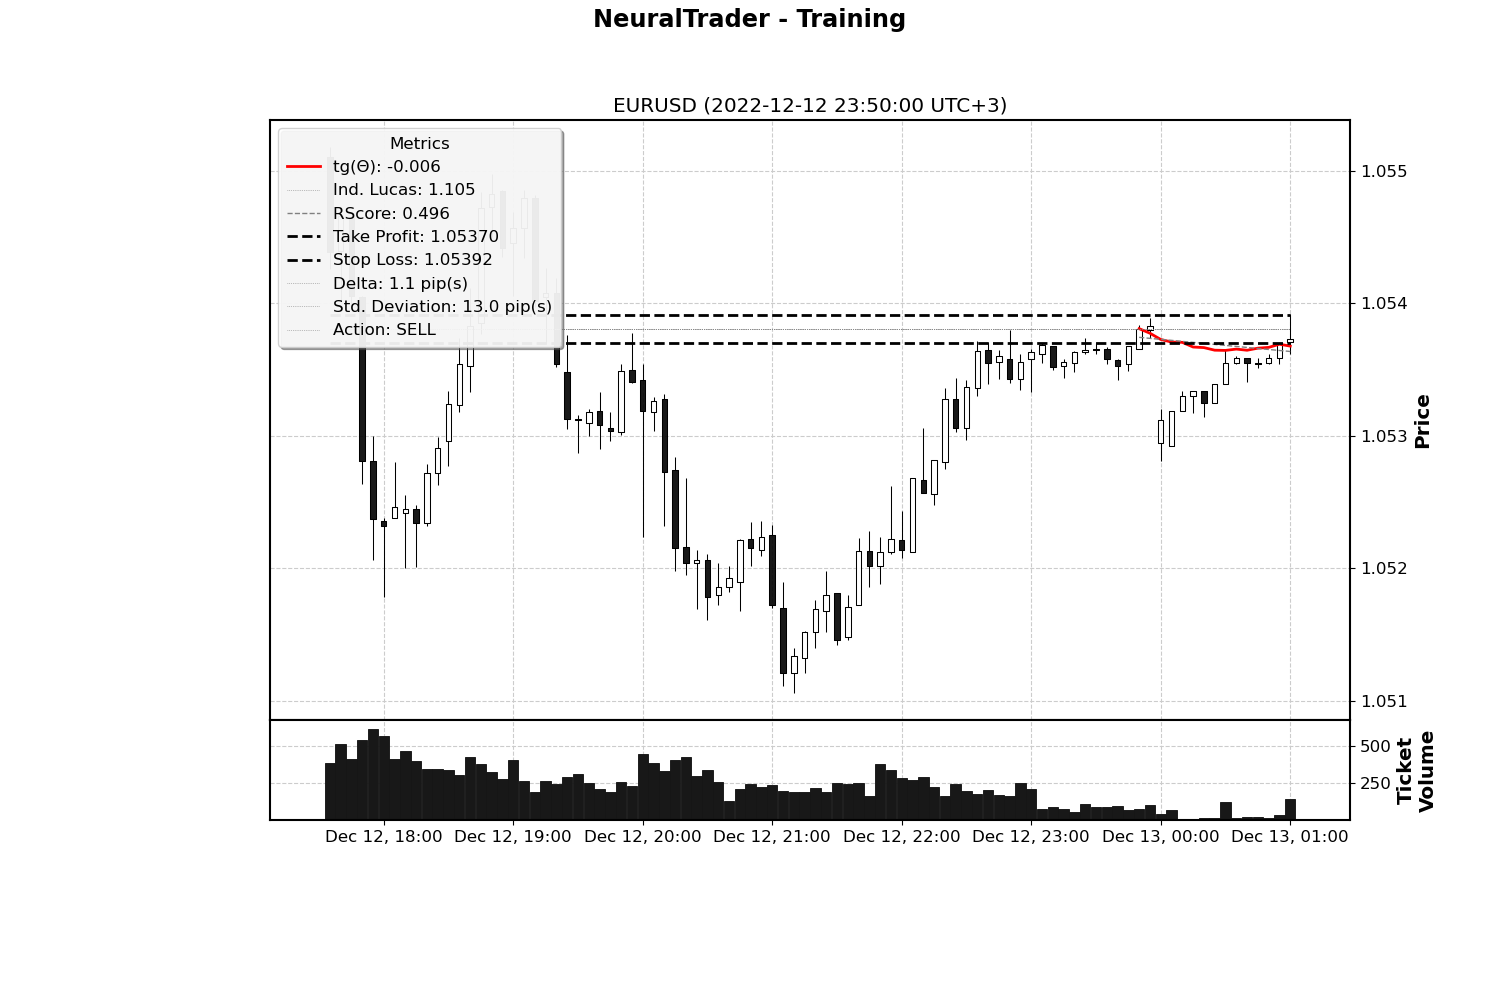 NeuralTrader - Training
EURUSD (2022-12-12 23:50:00 UTC+3)
Metrics
tg(Θ): -0.006
Ind. Lucas: 1.105
RScore: 0.496
Take Profit: 1.05370
Stop Loss: 1.05392
Delta: 1.1 pip(s)
Std. Deviation: 13.0 pip(s)
Action: SELL
1.055
1.054
1.053
1.052
1.051
Price
500
250
Ticket
Volume
Dec 12, 18:00 Dec 12, 19:00 Dec 12, 20:00 Dec 12, 21:00 Dec 12, 22:00 Dec 12, 23:00 Dec 13, 00:00 Dec 13, 01:00